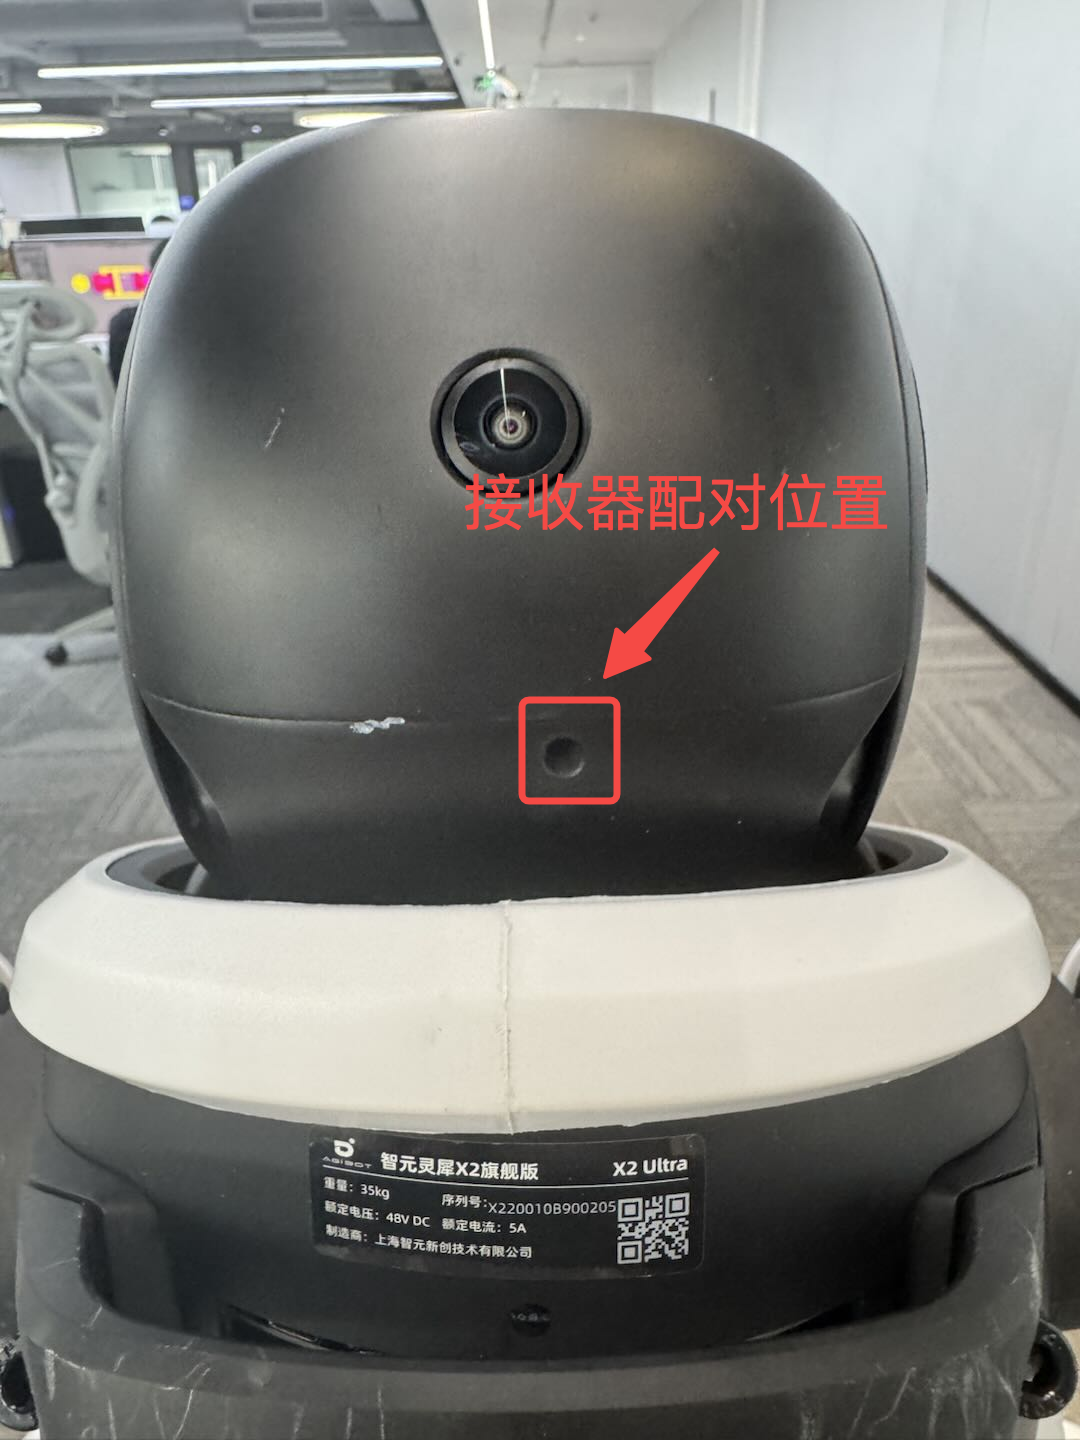 接收器配对位置
AGIBOT 智元灵犀X2旗舰版 X2 Ultra
重量：35kg 序列号：X220010B900205
额定电压：48V DC 额定电流：5A
制造商：上海智元新创技术有限公司